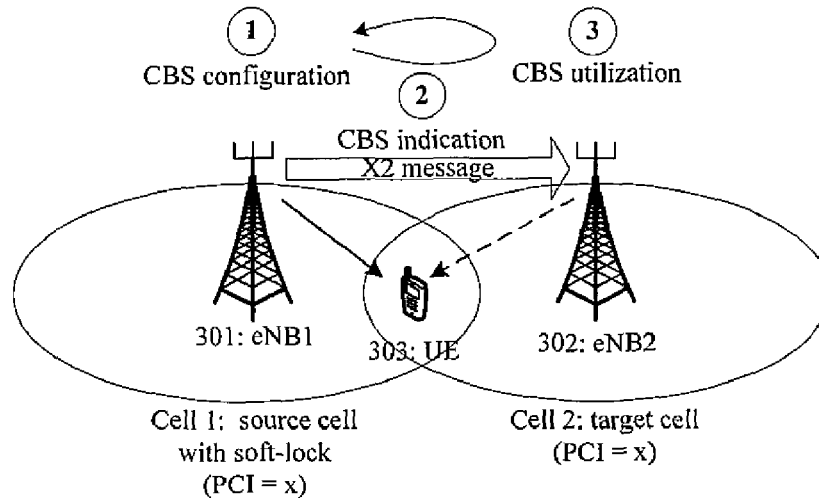 1
3
CBS configuration
CBS utilization
2
CBS indication
X2 message
301: eNB1
303: UE
302: eNB2
Cell 1: source cell
with soft-lock
(PCI = x)
Cell 2: target cell
(PCI = x)